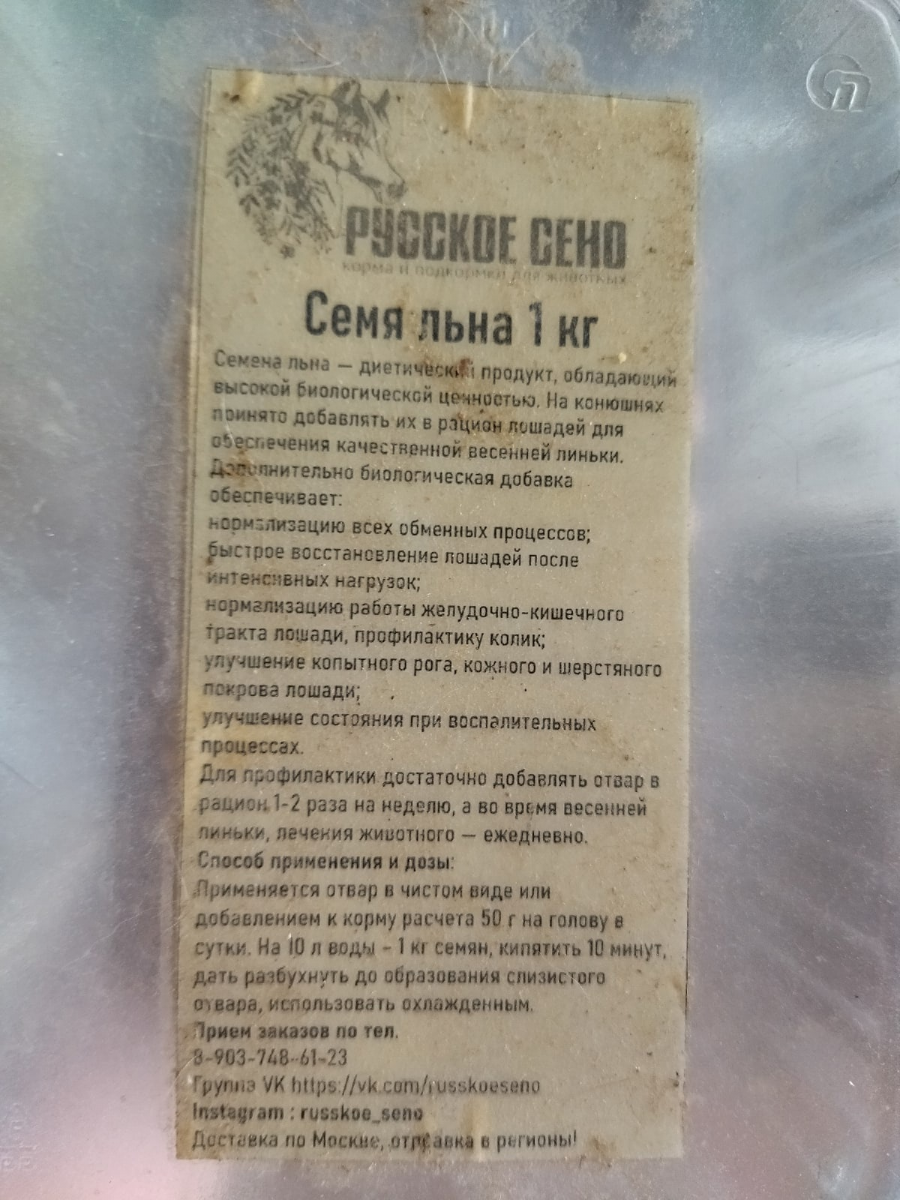 РУССКОЕ СЕНО
корма и подкормки для животных
Семя льна 1 кг
Семена льна — диетический продукт, обладающий
высокой биологической ценностью. На конюшнях
принято добавлять их в рацион лошадей для
обеспечения качественной весенней линьки.
Дополнительно биологическая добавка
обеспечивает:
нормализацию всех обменных процессов;
быстрое восстановление лошадей после
интенсивных нагрузок;
нормализацию работы желудочно-кишечного
тракта лошади, профилактику колик;
улучшение копытного рога, кожного и шерстяного
покрова лошади;
улучшение состояния при воспалительных
процессах.
Для профилактики достаточно добавлять отвар в
рацион 1-2 раза на неделю, а во время весенней
линьки, лечения животного — ежедневно.
Способ применения и дозы:
Применяется отвар в чистом виде или
добавлением к корму расчета 50 г на голову в
сутки. На 10 л воды - 1 кг семян, кипятить 10 минут,
дать разбухнуть до образования слизистого
отвара, использовать охлажденным.
Прием заказов по тел.
8-903-748-61-23
Группа VK https://vk.com/russkoeseno
Instagram : russkoe_seno
Доставка по Москве, отправка в регионы!